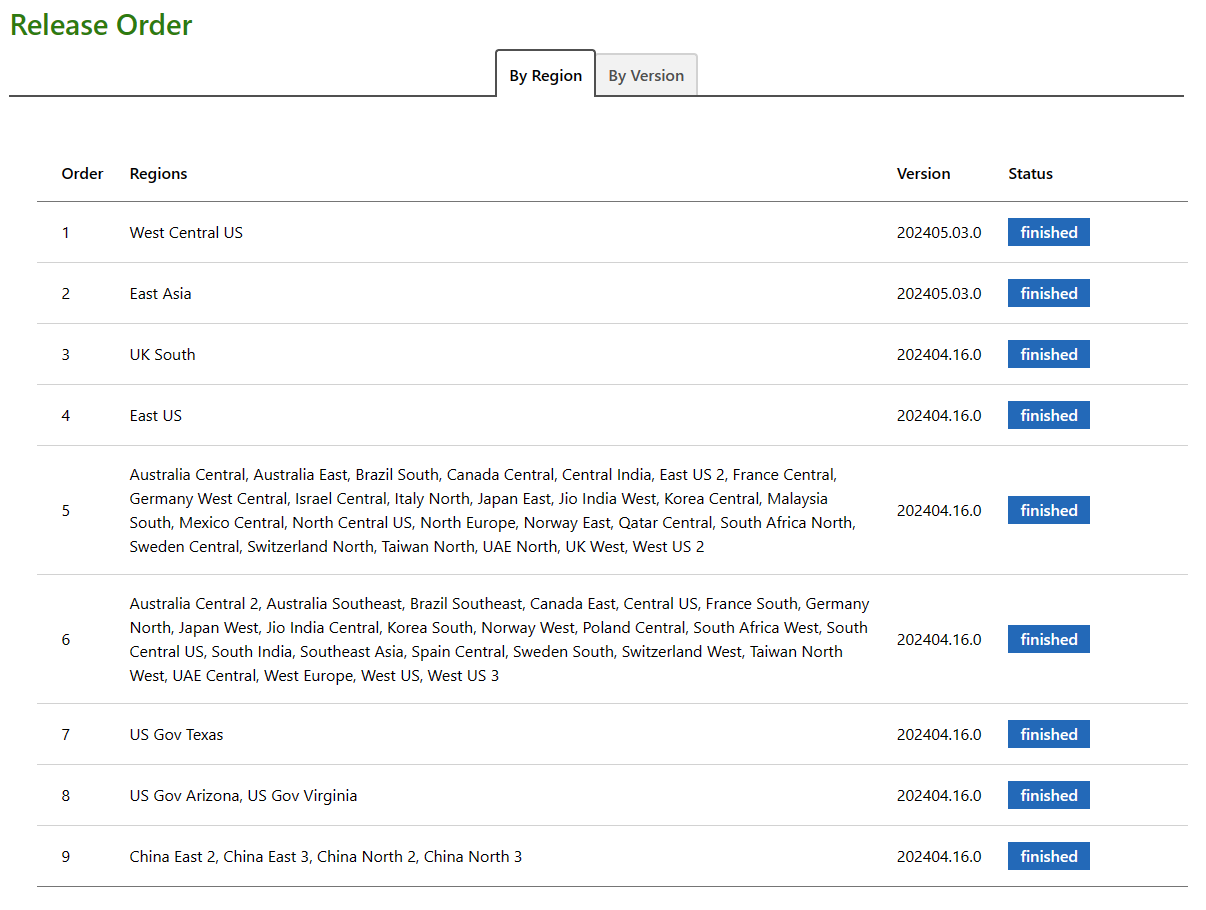 Release Order
By Region
By Version
Order Regions Version Status
1 West Central US 202405.03.0 finished
2 East Asia 202405.03.0 finished
3 UK South 202404.16.0 finished
4 East US 202404.16.0 finished
5 Australia Central, Australia East, Brazil South, Canada Central, Central India, East US 2, France Central,
Germany West Central, Israel Central, Italy North, Japan East, Jio India West, Korea Central, Malaysia
South, Mexico Central, North Central US, North Europe, Norway East, Qatar Central, South Africa North,
Sweden Central, Switzerland North, Taiwan North, UAE North, UK West, West US 2
202404.16.0 finished
6 Australia Central 2, Australia Southeast, Brazil Southeast, Canada East, Central US, France South, Germany
North, Japan West, Jio India Central, Korea South, Norway West, Poland Central, South Africa West, South
Central US, South India, Southeast Asia, Spain Central, Sweden South, Switzerland West, Taiwan North
West, UAE Central, West Europe, West US, West US 3
202404.16.0 finished
7 US Gov Texas 202404.16.0 finished
8 US Gov Arizona, US Gov Virginia 202404.16.0 finished
9 China East 2, China East 3, China North 2, China North 3 202404.16.0 finished